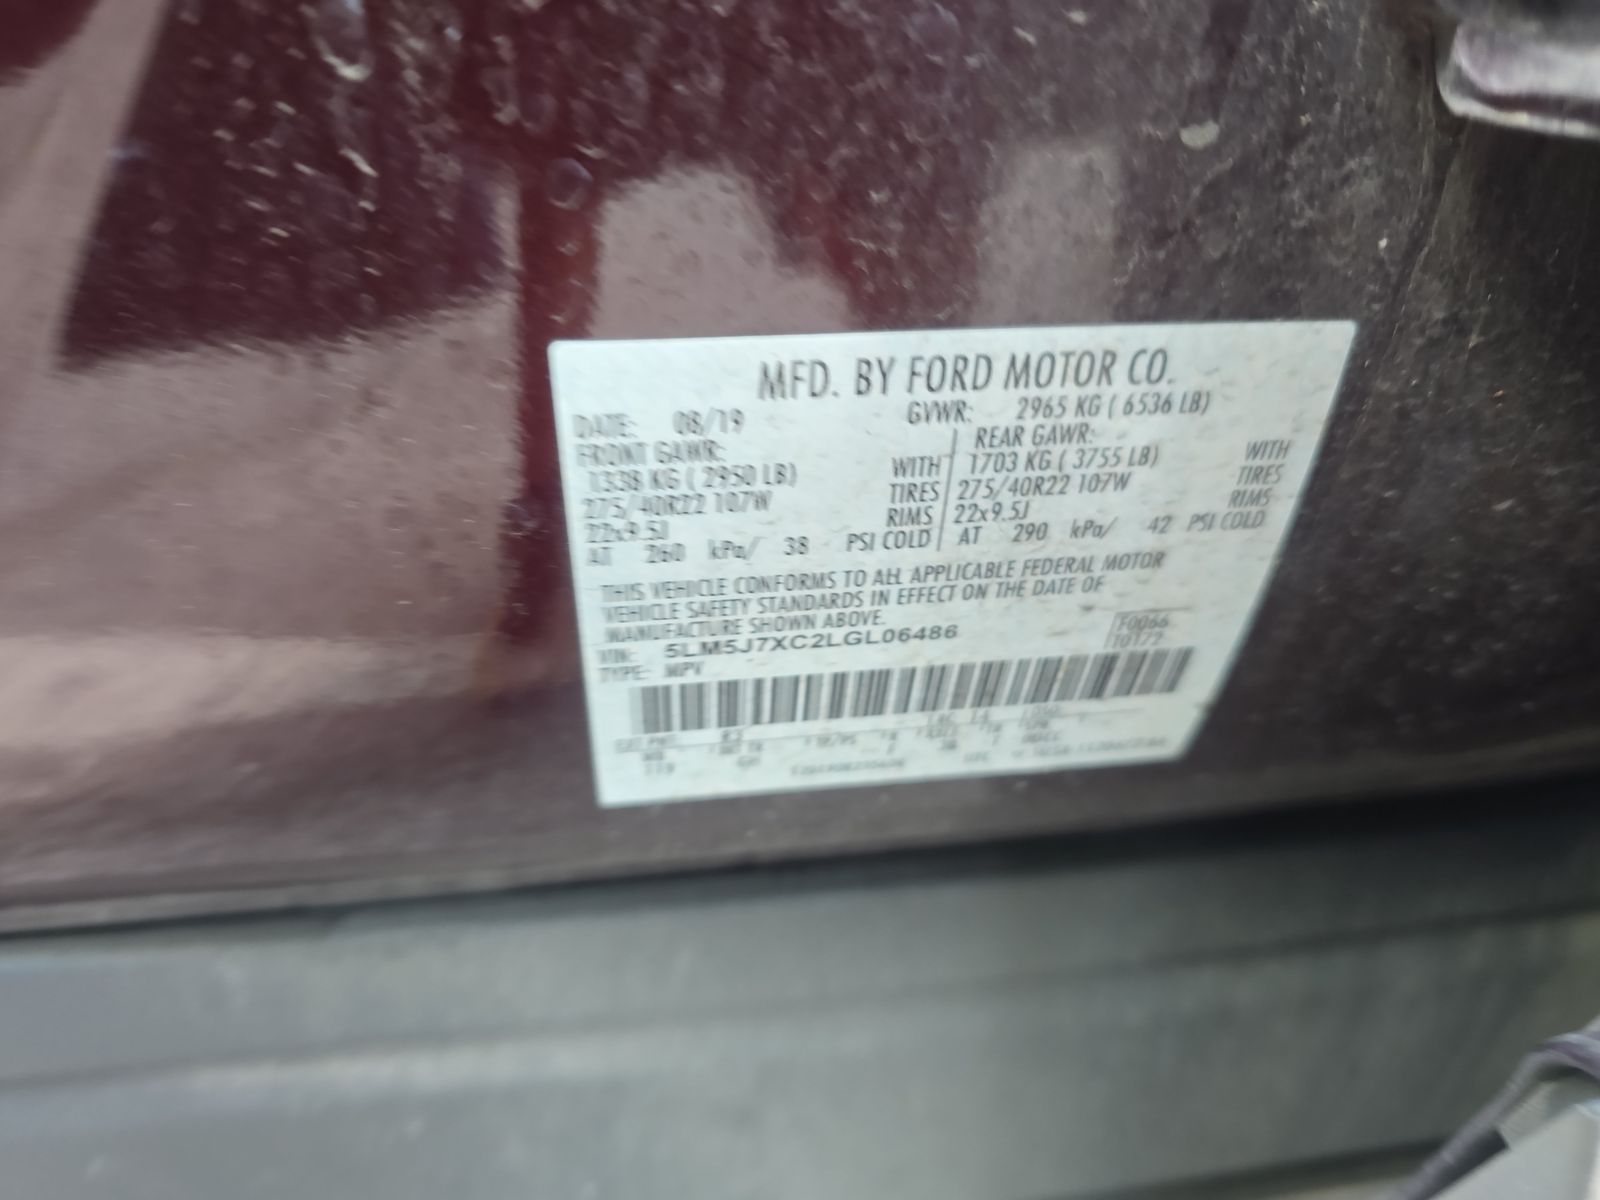 MFD. BY FORD MOTOR CO.
DATE: 08/19 GVWR: 2965 KG ( 6536 LB)
FRONT GAWR: REAR GAWR:
1338 KG ( 2950 LB) WITH 1703 KG ( 3755 LB) WITH
275/40R22 107W TIRES 275/40R22 107W TIRES
22x9.5J RIMS 22x9.5J RIMS
AT 260 kPa/ 38 PSI COLD AT 290 kPa/ 42 PSI COLD
THIS VEHICLE CONFORMS TO ALL APPLICABLE FEDERAL MOTOR
VEHICLE SAFETY STANDARDS IN EFFECT ON THE DATE OF
MANUFACTURE SHOWN ABOVE.
VIN: 5LM5J7XC2LGL06486 F0066
TYPE: MPV 10172